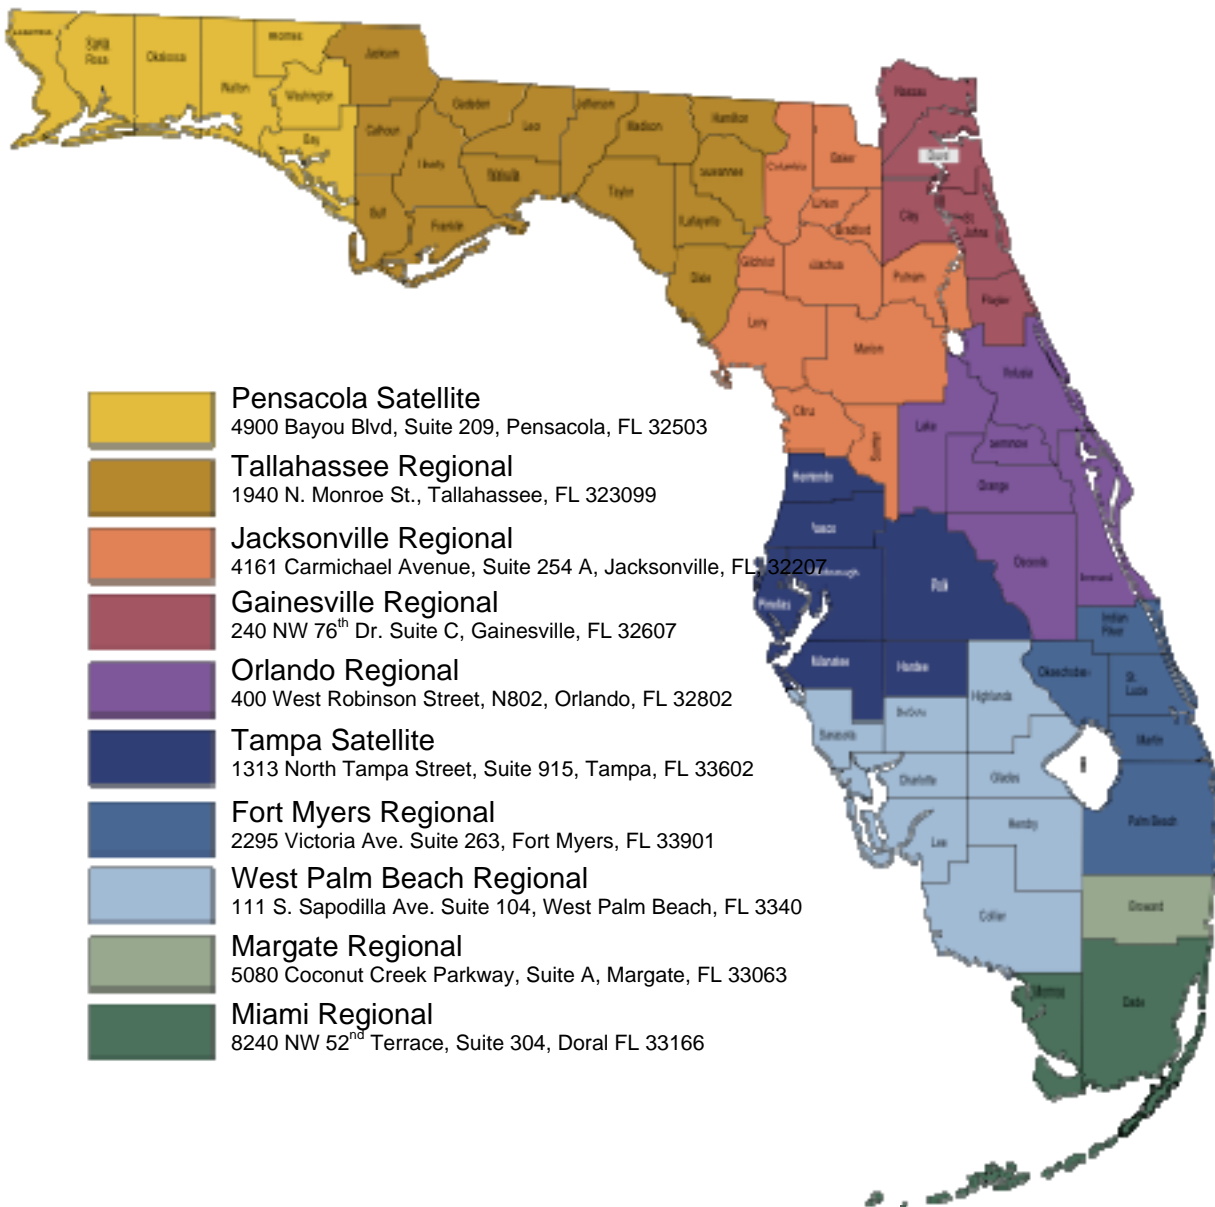 Santa
Rosa
Okaloosa
Walton
Holmes
Washington
Bay
Jackson
Calhoun
Gulf
Liberty
Gadsden
Leon
Wakulla
Franklin
Jefferson
Madison
Taylor
Hamilton
Suwannee
Lafayette
Dixie
Columbia
Baker
Union
Bradford
Gilchrist
Alachua
Putnam
Levy
Marion
Citru
Sumter
Nassau
Duval
Clay
St.
Johns
Flagler
Volusia
Lake
Seminole
Orange
Osceola
Brevard
Hernando
Pasco
Pinellas
Polk
Manatee
Hardee
Highlands
DeSoto
Sarasota
Charlotte
Glades
Lee
Hendry
Collier
Indian
River
Okeechobee
St.
Lucie
Martin
Palm Beach
Broward
Monroe
Dade
Pensacola Satellite
4900 Bayou Blvd, Suite 209, Pensacola, FL 32503
Tallahassee Regional
1940 N. Monroe St., Tallahassee, FL 323099
Jacksonville Regional
4161 Carmichael Avenue, Suite 254 A, Jacksonville, FL, 32207
Gainesville Regional
240 NW 76th Dr. Suite C, Gainesville, FL 32607
Orlando Regional
400 West Robinson Street, N802, Orlando, FL 32802
Tampa Satellite
1313 North Tampa Street, Suite 915, Tampa, FL 33602
Fort Myers Regional
2295 Victoria Ave. Suite 263, Fort Myers, FL 33901
West Palm Beach Regional
111 S. Sapodilla Ave. Suite 104, West Palm Beach, FL 3340
Margate Regional
5080 Coconut Creek Parkway, Suite A, Margate, FL 33063
Miami Regional
8240 NW 52nd Terrace, Suite 304, Doral FL 33166